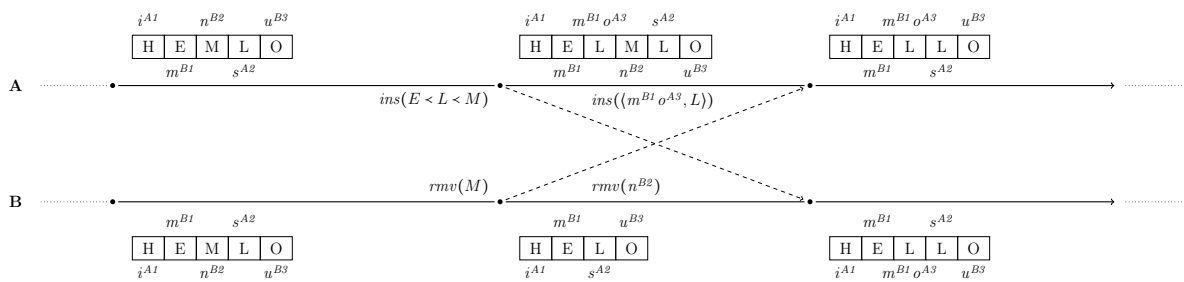 i^A1 n^B2 u^B3 m^B1 o^A3 s^A2
i^A1 m^B1 o^A3 u^B3
H E M L O H E L M L O H E L L O
m^B1 s^A2 m^B1 n^B2 u^B3 m^B1 s^A2
A
ins(E < L < M) ins(⟨m^B1 o^A3, L⟩)
rmv(M) rmv(n^B2)
B
m^B1 s^A2 m^B1 u^B3 m^B1 s^A2
H E M L O H E L O H E L L O
i^A1 n^B2 u^B3 i^A1 s^A2 i^A1 m^B1 o^A3 u^B3